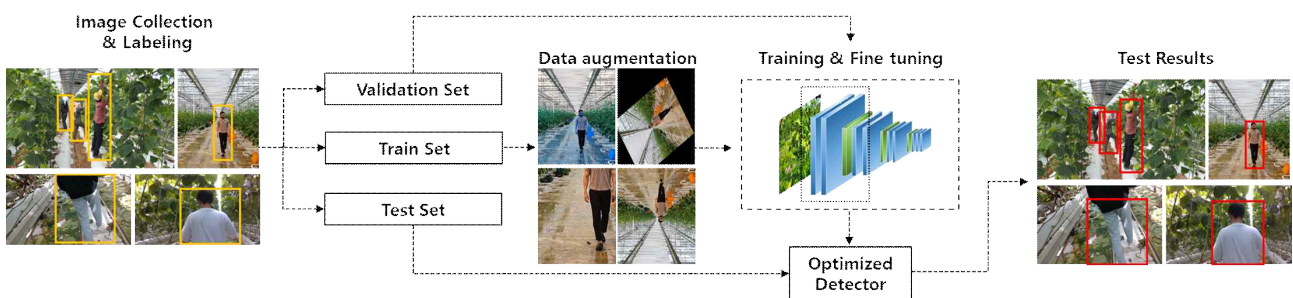 Image Collection
& Labeling
Validation Set
Train Set
Test Set
Data augmentation
Training & Fine tuning
Optimized
Detector
Test Results